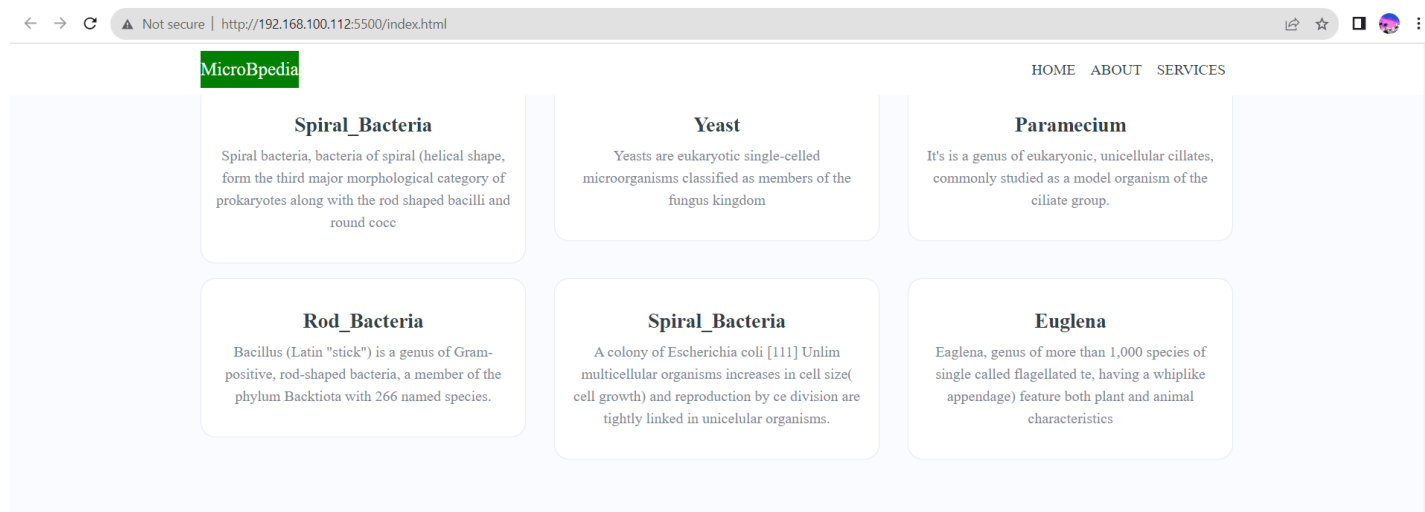 Not secure | http://192.168.100.112:5500/index.html
MicroBpedia
HOME ABOUT SERVICES
Spiral_Bacteria
Spiral bacteria, bacteria of spiral (helical shape,
form the third major morphological category of
prokaryotes along with the rod shaped bacilli and
round cocc
Yeast
Yeasts are eukaryotic single-celled
microorganisms classified as members of the
fungus kingdom
Paramecium
It's is a genus of eukaryonic, unicellular cillates,
commonly studied as a model organism of the
ciliate group.
Rod_Bacteria
Bacillus (Latin "stick") is a genus of Gram-
positive, rod-shaped bacteria, a member of the
phylum Backtiota with 266 named species.
Spiral_Bacteria
A colony of Escherichia coli [111] Unlim
multicellular organisms increases in cell size(
cell growth) and reproduction by ce division are
tightly linked in unicelular organisms.
Euglena
Eaglena, genus of more than 1,000 species of
single called flagellated te, having a whiplike
appendage) feature both plant and animal
characteristics